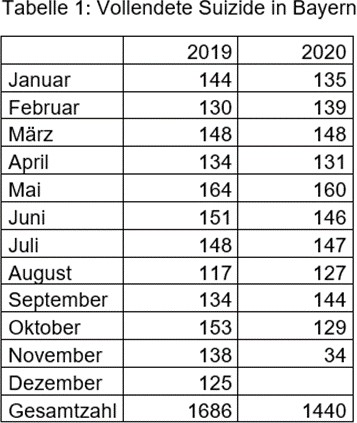 Tabelle 1: Vollendete Suizide in Bayern
2019 2020
Januar 144 135
Februar 130 139
März 148 148
April 134 131
Mai 164 160
Juni 151 146
Juli 148 147
August 117 127
September 134 144
Oktober 153 129
November 138 34
Dezember 125
Gesamtzahl 1686 1440